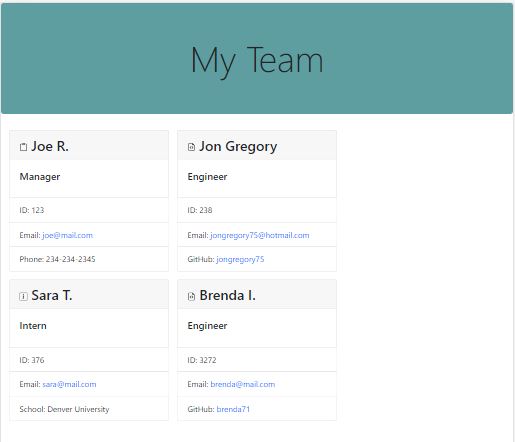 My Team
Joe R.
Manager
ID: 123
Email: joe@mail.com
Phone: 234-234-2345
Jon Gregory
Engineer
ID: 238
Email: jongregory75@hotmail.com
GitHub: jongregory75
Sara T.
Intern
ID: 376
Email: sara@mail.com
School: Denver University
Brenda I.
Engineer
ID: 3272
Email: brenda@mail.com
GitHub: brenda71